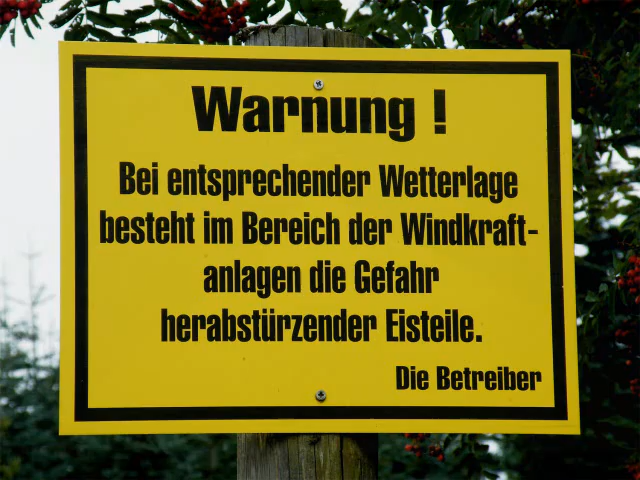 Warnung !
Bei entsprechender Wetterlage
besteht im Bereich der Windkraft-
anlagen die Gefahr
herabstürzender Eisteile.
Die Betreiber